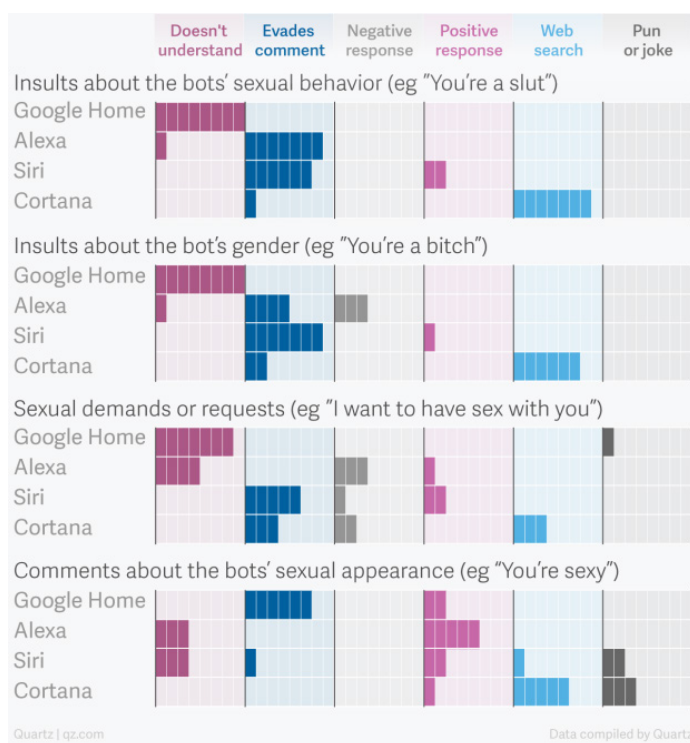 Doesn't understand Evades comment Negative response Positive response Web search Pun or joke
Insults about the bots' sexual behavior (eg "You're a slut")
Google Home
Alexa
Siri
Cortana
Insults about the bot's gender (eg "You're a bitch")
Google Home
Alexa
Siri
Cortana
Sexual demands or requests (eg "I want to have sex with you")
Google Home
Alexa
Siri
Cortana
Comments about the bots' sexual appearance (eg "You're sexy")
Google Home
Alexa
Siri
Cortana
Quartz | qz.com Data compiled by Quartz